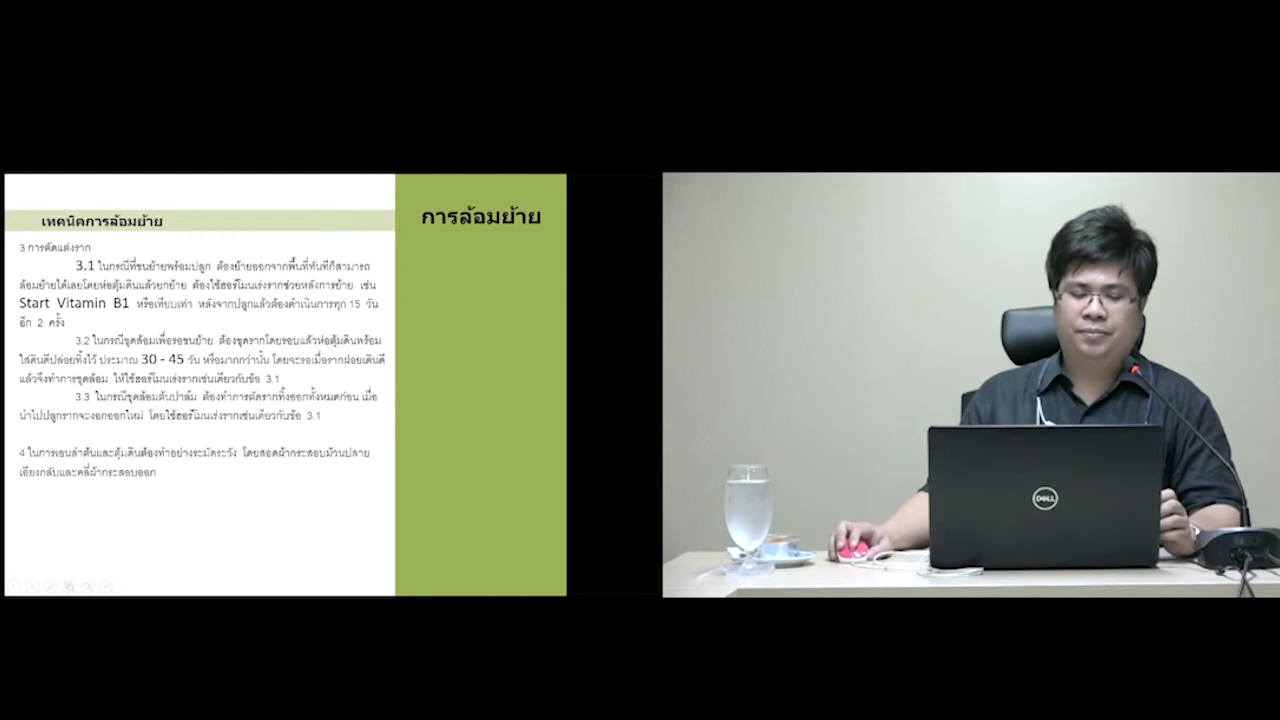 เทคนิคการล้อมย้าย
การล้อมย้าย
3 การตัดแต่งราก
3.1 ในกรณีที่ขนย้ายพร้อมปลูก ต้องย้ายออกจากพื้นที่ทันทีก็สามารถ
ล้อมย้ายได้เลยโดยห่อตุ้มดินแล้วยกย้าย ต้องใช้ฮอร์โมนเร่งรากช่วยหลังการย้าย เช่น
Start Vitamin B1 หรือเทียบเท่า หลังจากปลูกแล้วต้องดำเนินการทุก 15 วัน
อีก 2 ครั้ง
3.2 ในกรณีขุดล้อมเพื่อรอขนย้าย ต้องขุดรากโดยรอบแล้วห่อตุ้มดินพร้อม
ใส่ดินดีปล่อยทิ้งไว้ ประมาณ 30 - 45 วัน หรือมากกว่านั้น โดยจะรอเมื่อรากฝอยเดินดี
แล้วจึงทำการขุดล้อม ให้ใช้ฮอร์โมนเร่งรากเช่นเดียวกับข้อ 3.1
3.3 ในกรณีขุดล้อมต้นปาล์ม ต้องทำการตัดรากทิ้งออกทั้งหมดก่อน เมื่อ
นำไปปลูกรากจะงอกออกใหม่ โดยใช้ฮอร์โมนเร่งรากเช่นเดียวกับข้อ 3.1
4 ในการเอนลำต้นและตุ้มดินต้องทำอย่างระมัดระวัง โดยสอดผ้ากระสอบม้วนปลาย
เอียงกลับและคลี่ผ้ากระสอบออก
DELL